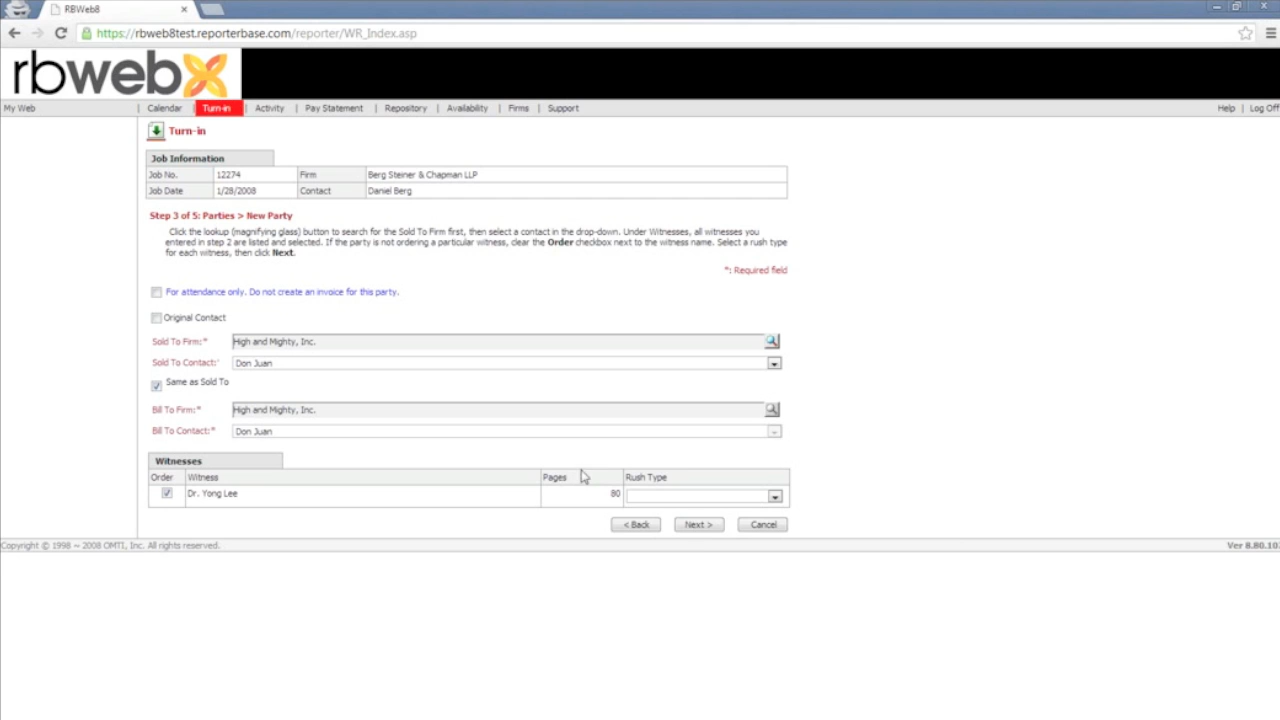 RBWeb8
https://rbweb8test.reporterbase.com/reporter/WR_Index.asp
rbweb
My Web | Calendar | Turn-in | Activity | Pay Statement | Repository | Availability | Firms | Support Help | Log Off
Turn-in
Job Information
Job No. 12274 Firm Berg Steiner & Chapman LLP
Job Date 1/28/2008 Contact Daniel Berg
Step 3 of 5: Parties > New Party
Click the lookup (magnifying glass) button to search for the Sold To Firm first, then select a contact in the drop-down. Under Witnesses, all witnesses you
entered in step 2 are listed and selected. If the party is not ordering a particular witness, clear the Order checkbox next to the witness name. Select a rush type
for each witness, then click Next.
*: Required field
For attendance only. Do not create an invoice for this party.
Original Contact
Sold To Firm:* High and Mighty, Inc.
Sold To Contact:* Don Juan
Same as Sold To
Bill To Firm:* High and Mighty, Inc.
Bill To Contact:* Don Juan
Witnesses
Order Witness Pages Rush Type
Dr. Yong Lee 80
< Back Next > Cancel
Copyright © 1998 ~ 2008 OMTI, Inc. All rights reserved. Ver 8.80.10